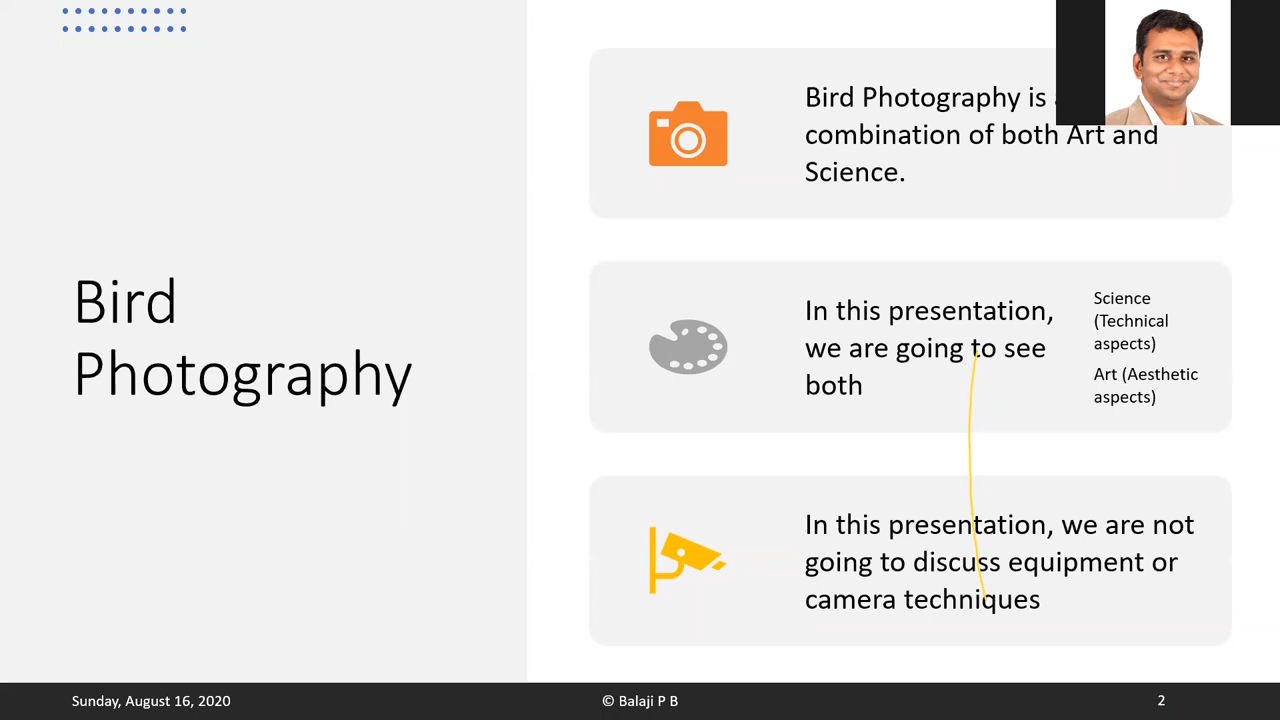 Bird
Photography
Bird Photography is
combination of both Art and
Science.
In this presentation,
we are going to see
both
Science
(Technical
aspects)
Art (Aesthetic
aspects)
In this presentation, we are not
going to discuss equipment or
camera techniques
Sunday, August 16, 2020
© Balaji P B
2